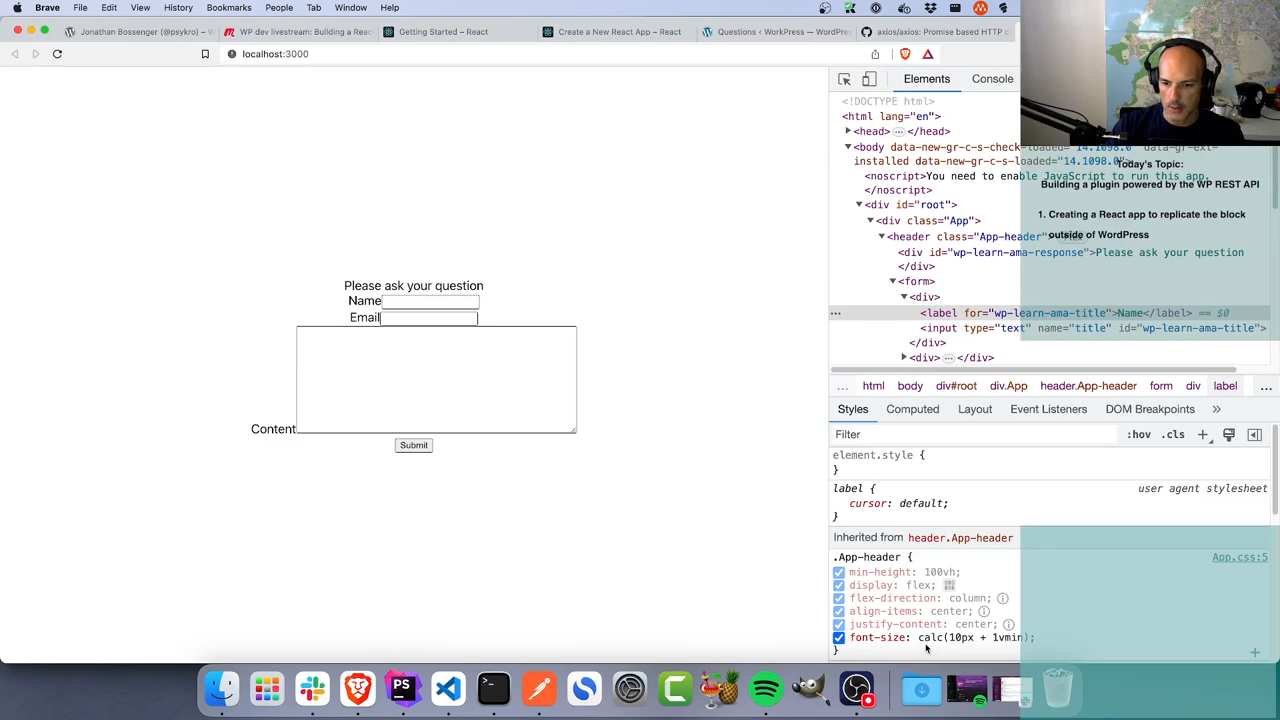 Brave File Edit View History Bookmarks People Tab Window Help
Jonathan Bossenger (@psykro) – W
WP dev livestream: Building a Rea
Getting Started – React
Create a New React App – React
Questions ‹ WorkPress — WordPre
axios/axios: Promise based HTTP c
localhost:3000
Elements Console
<!DOCTYPE html>
<html lang="en">
<head> … </head>
<body data-new-gr-c-s-check-loaded="14.1098.0" data-gr-ext-
installed data-new-gr-c-s-loaded="14.1098.0">
<noscript>You need to enable JavaScript to run this app.
</noscript>
<div id="root">
<div class="App">
<header class="App-header"> flex
<div id="wp-learn-ama-response">Please ask your question
</div>
<form>
<div>
<label for="wp-learn-ama-title">Name</label> == $0
<input type="text" name="title" id="wp-learn-ama-title">
</div>
<div> … </div>
Today's Topic:
Building a plugin powered by the WP REST API
1. Creating a React app to replicate the block
outside of WordPress
Please ask your question
Name
Email
Content
Submit
… html body div#root div.App header.App-header form div label …
Styles Computed Layout Event Listeners DOM Breakpoints »
Filter :hov .cls +
element.style {
}
label { user agent stylesheet
cursor: default;
}
Inherited from header.App-header
.App-header { App.css:5
min-height: 100vh;
display: flex;
flex-direction: column;
align-items: center;
justify-content: center;
font-size: calc(10px + 1vmin);
}
PS